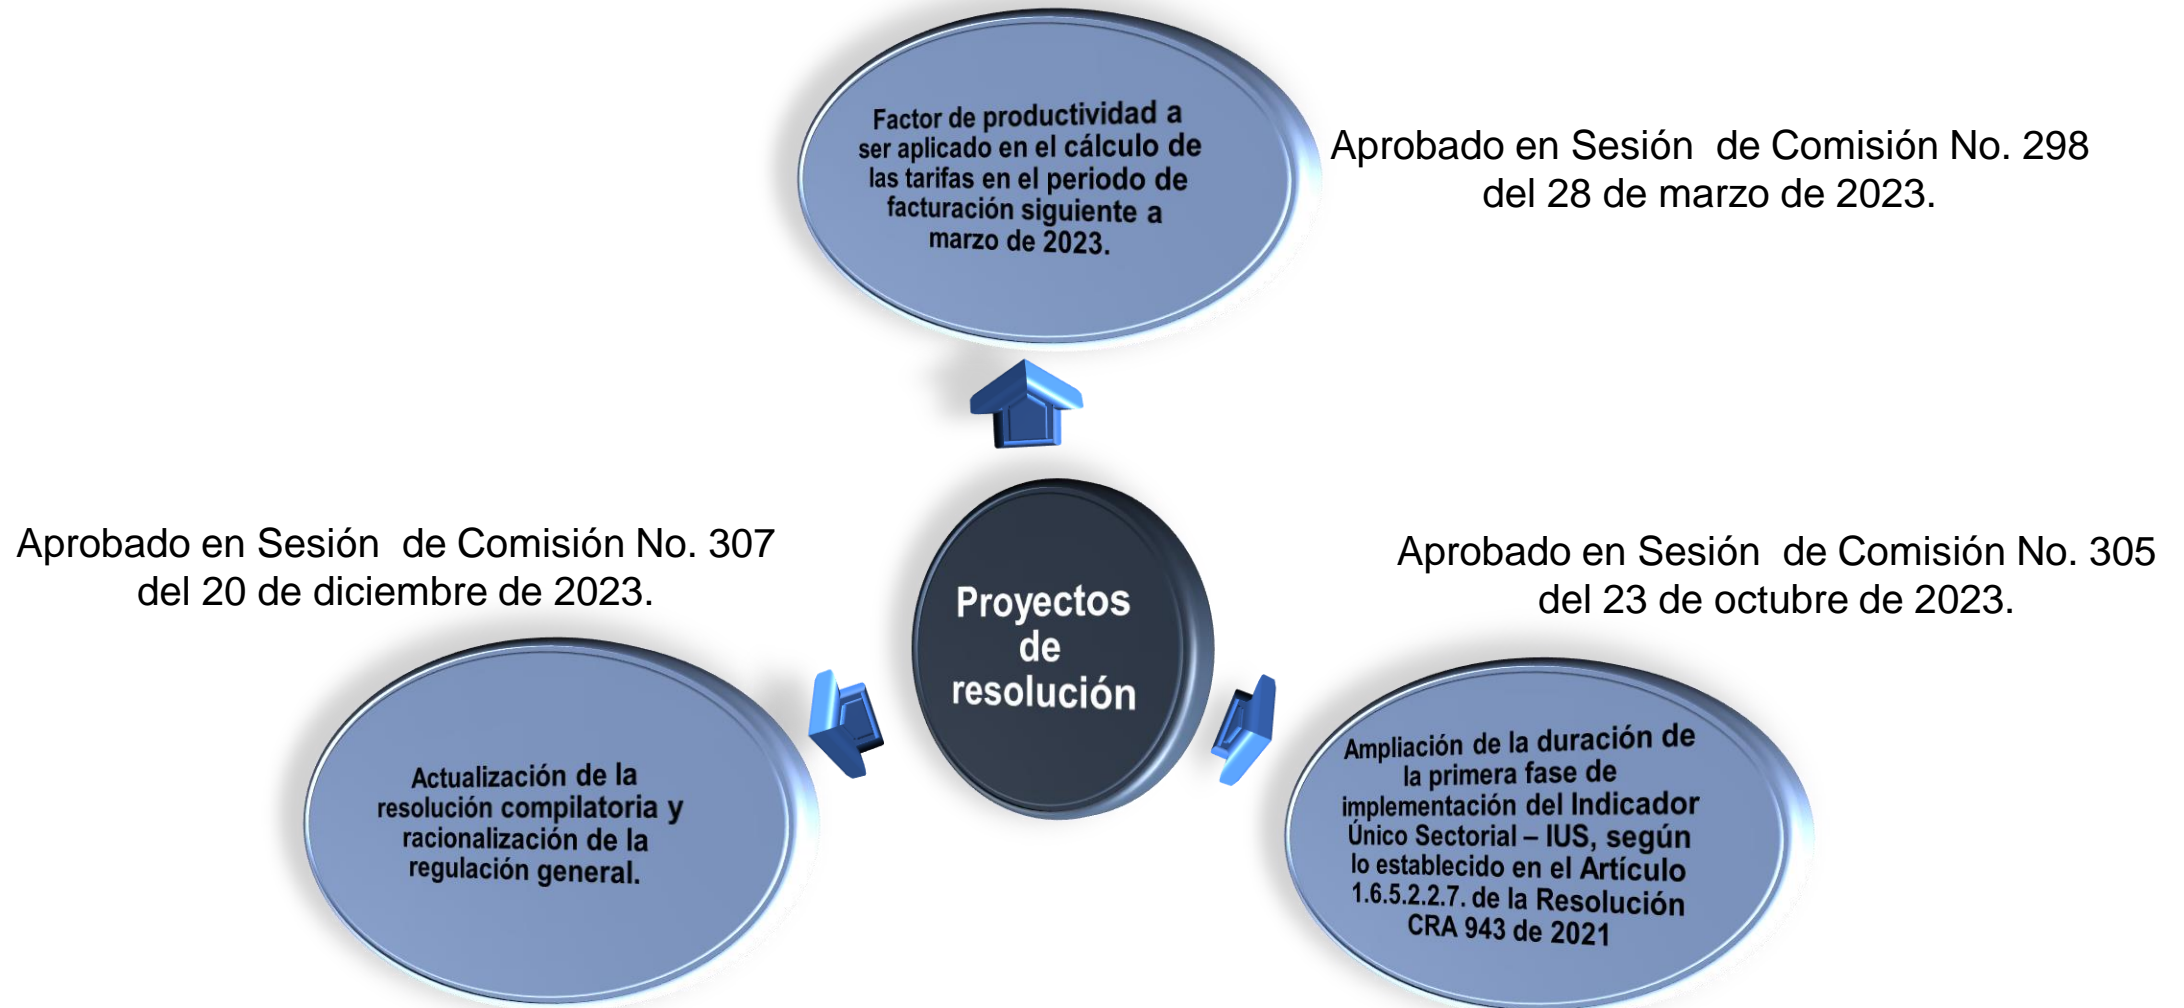 Factor de productividad a
ser aplicado en el cálculo de
las tarifas en el periodo de
facturación siguiente a
marzo de 2023.
Aprobado en Sesión  de Comisión No. 298
del 28 de marzo de 2023.
Aprobado en Sesión  de Comisión No. 307
del 20 de diciembre de 2023.
Aprobado en Sesión  de Comisión No. 305
del 23 de octubre de 2023.
Proyectos
de
resolución
Actualización de la
resolución compilatoria y
racionalización de la
regulación general.
Ampliación de la duración de
la primera fase de
implementación del Indicador
Único Sectorial – IUS, según
lo establecido en el Artículo
1.6.5.2.2.7. de la Resolución
CRA 943 de 2021